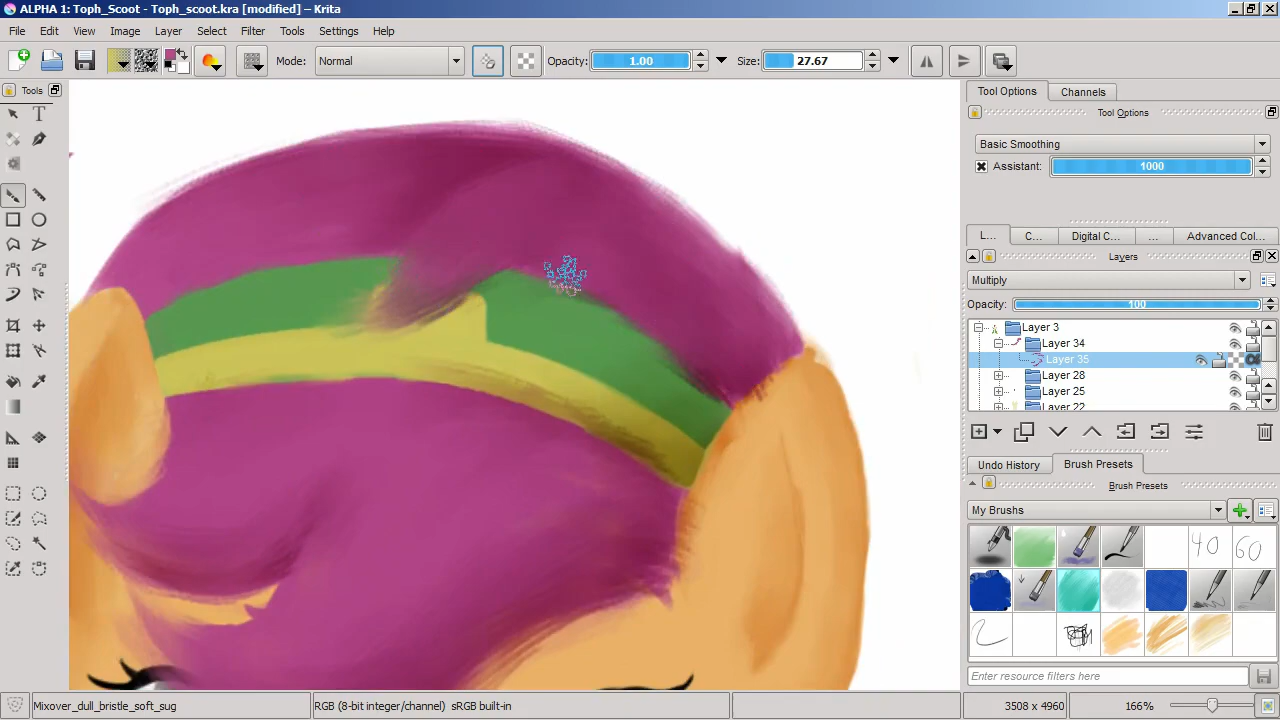 ALPHA 1: Toph_Scoot - Toph_scoot.kra [modified] – Krita
File Edit View Image Layer Select Filter Tools Settings Help
Mode: Normal Opacity: 1.00 Size: 27.67
Tools
Tool Options Channels
Tool Options
Basic Smoothing
Assistant: 1000
L... C... Digital C... ... Advanced Col...
Layers
Multiply
Opacity: 100
Layer 3
Layer 34
Layer 35
Layer 28
Layer 25
Layer 22
Undo History Brush Presets
Brush Presets
My Brushs
40 60
Enter resource filters here
Mixover_dull_bristle_soft_sug RGB (8-bit integer/channel) sRGB built-in 3508 x 4960 166%